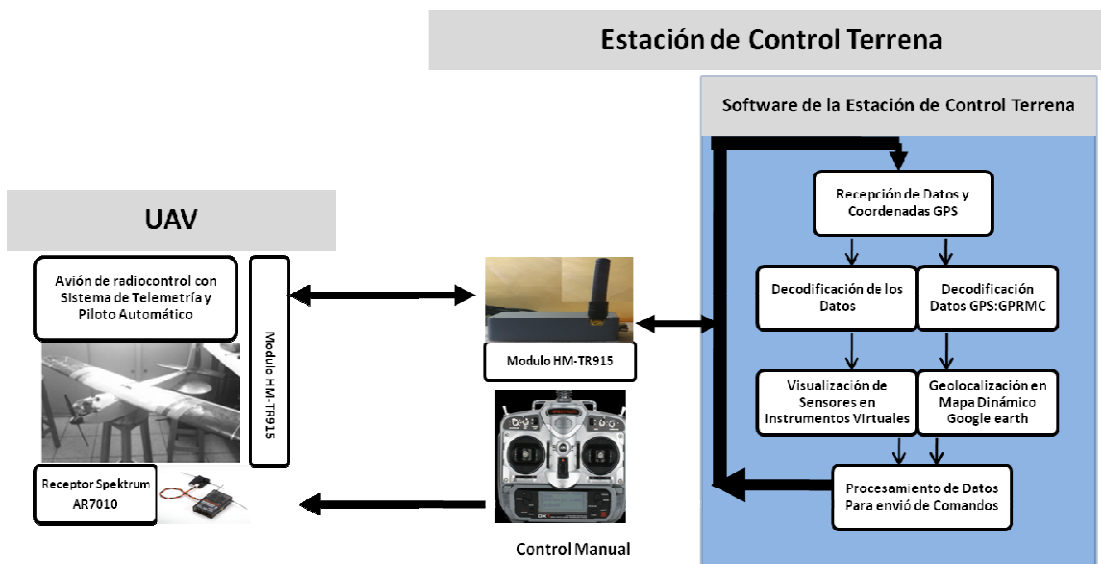 Estación de Control Terrena
Software de la Estación de Control Terrena
Recepción de Datos y
Coordenadas GPS
UAV
Avión de radiocontrol con
Sistema de Telemetría y
Piloto Automático
Modulo HM-TR915
Modulo HM-TR915
Decodificación de los
Datos
Decodificación
Datos GPS:GPRMC
Visualización de
Sensores en
Instrumentos Virtuales
Geolocalización en
Mapa Dinámico
Google earth
Receptor Spektrum
AR7010
Procesamiento de Datos
Para envió de Comandos
Control Manual